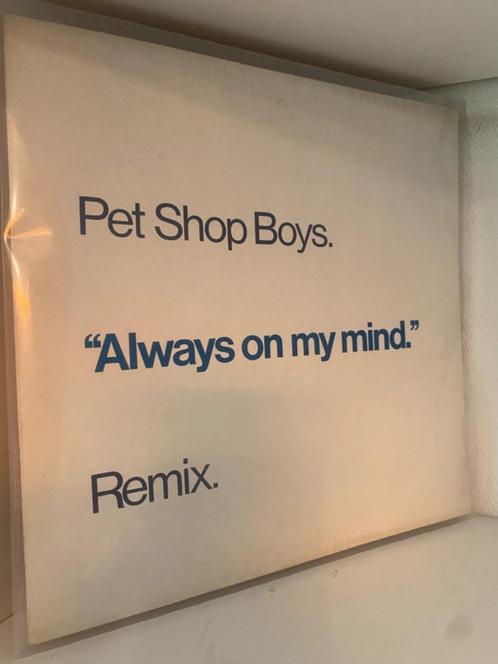 Pet Shop Boys.
“Always on my mind.”
Remix.